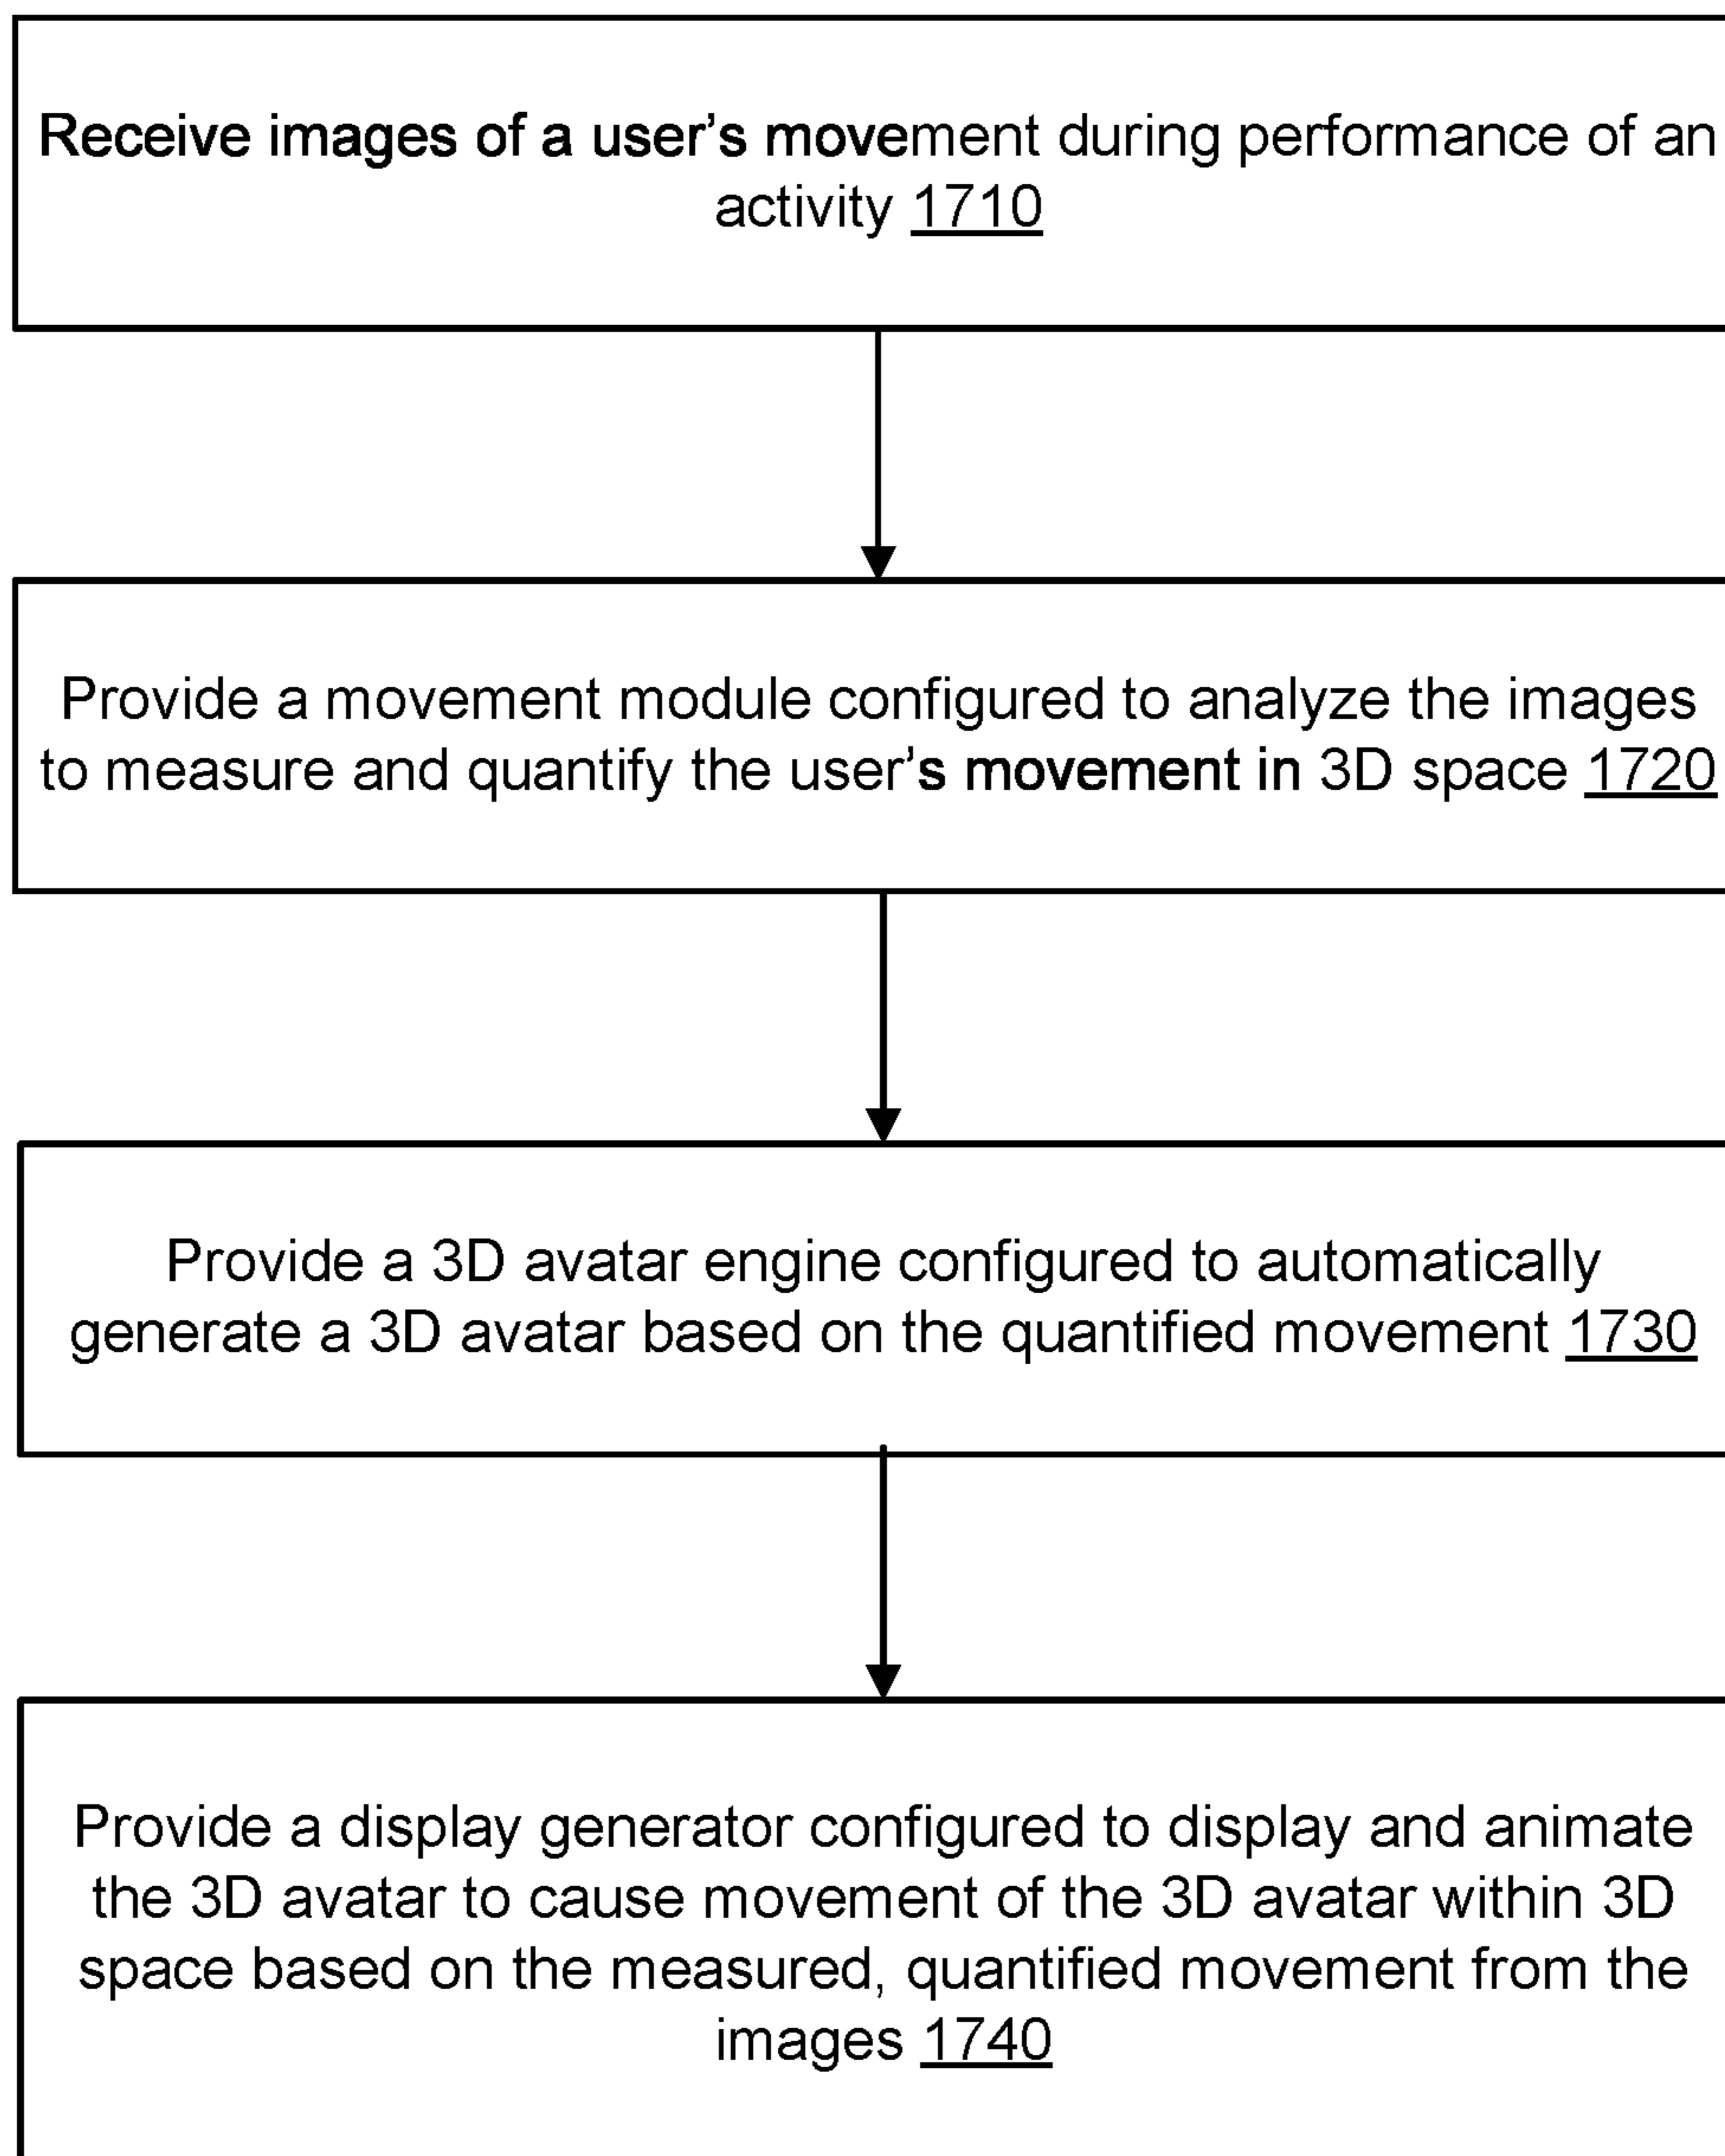 Receive images of a user’s movement during performance of an
activity 1710
Provide a movement module configured to analyze the images
to measure and quantify the user’s movement in 3D space 1720
Provide a 3D avatar engine configured to automatically
generate a 3D avatar based on the quantified movement 1730
Provide a display generator configured to display and animate
the 3D avatar to cause movement of the 3D avatar within 3D
space based on the measured, quantified movement from the
images 1740